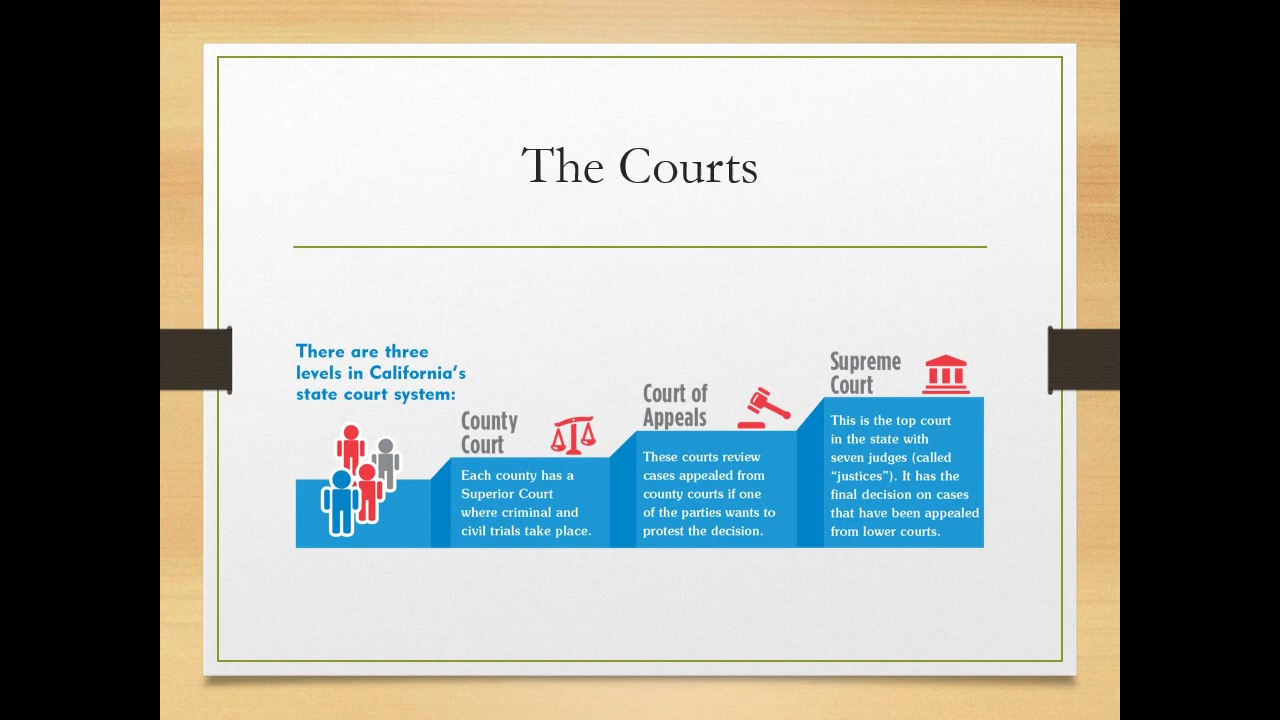 The Courts
There are three
levels in California's
state court system:
County
Court
Each county has a
Superior Court
where criminal and
civil trials take place.
Court of
Appeals
These courts review
cases appealed from
county courts if one
of the parties wants to
protest the decision.
Supreme
Court
This is the top court
in the state with
seven judges (called
“justices”). It has the
final decision on cases
that have been appealed
from lower courts.